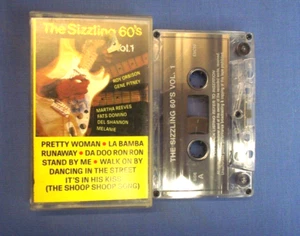 The Sizzling 60's
Vol.1
ROY ORBISON
GENE PITNEY
MARTHA REEVES
FATS DOMINO
DEL SHANNON
MELANIE
PRETTY WOMAN • LA BAMBA
RUNAWAY • DA DOO RON RON
STAND BY ME • WALK ON BY
DANCING IN THE STREET
IT'S IN HIS KISS
(THE SHOOP SHOOP SONG)
THE SIZZLING 60'S VOL. 1
A